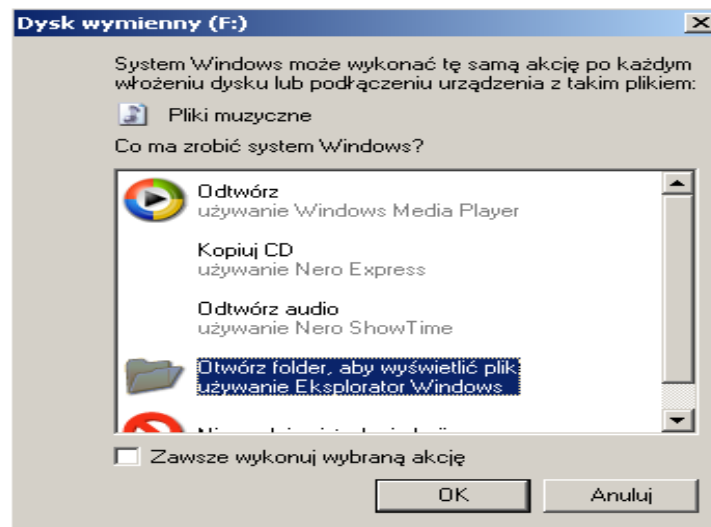 Dysk wymienny (F:)
System Windows może wykonać tę samą akcję po każdym
włożeniu dysku lub podłączeniu urządzenia z takim plikiem:
Pliki muzyczne
Co ma zrobić system Windows?
Odtwórz
używanie Windows Media Player
Kopiuj CD
używanie Nero Express
Odtwórz audio
używanie Nero ShowTime
Otwórz folder, aby wyświetlić plik
używanie Eksplorator Windows
Zawsze wykonuj wybraną akcję
OK
Anuluj